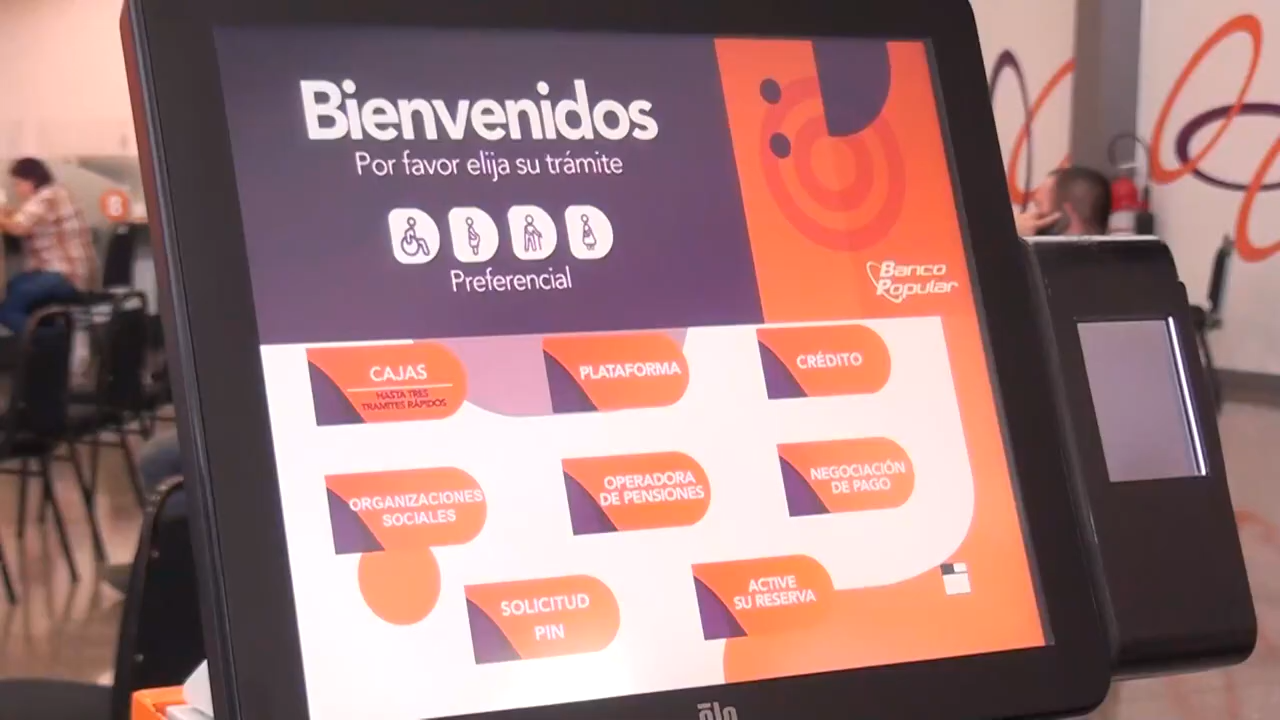 Bienvenidos
Por favor elija su trámite
Preferencial
Banco
Popular
CAJAS
HASTA TRES
TRAMITES RÁPIDOS
PLATAFORMA
CRÉDITO
ORGANIZACIONES
SOCIALES
OPERADORA
DE PENSIONES
NEGOCIACIÓN
DE PAGO
SOLICITUD
PIN
ACTIVE
SU RESERVA
elo